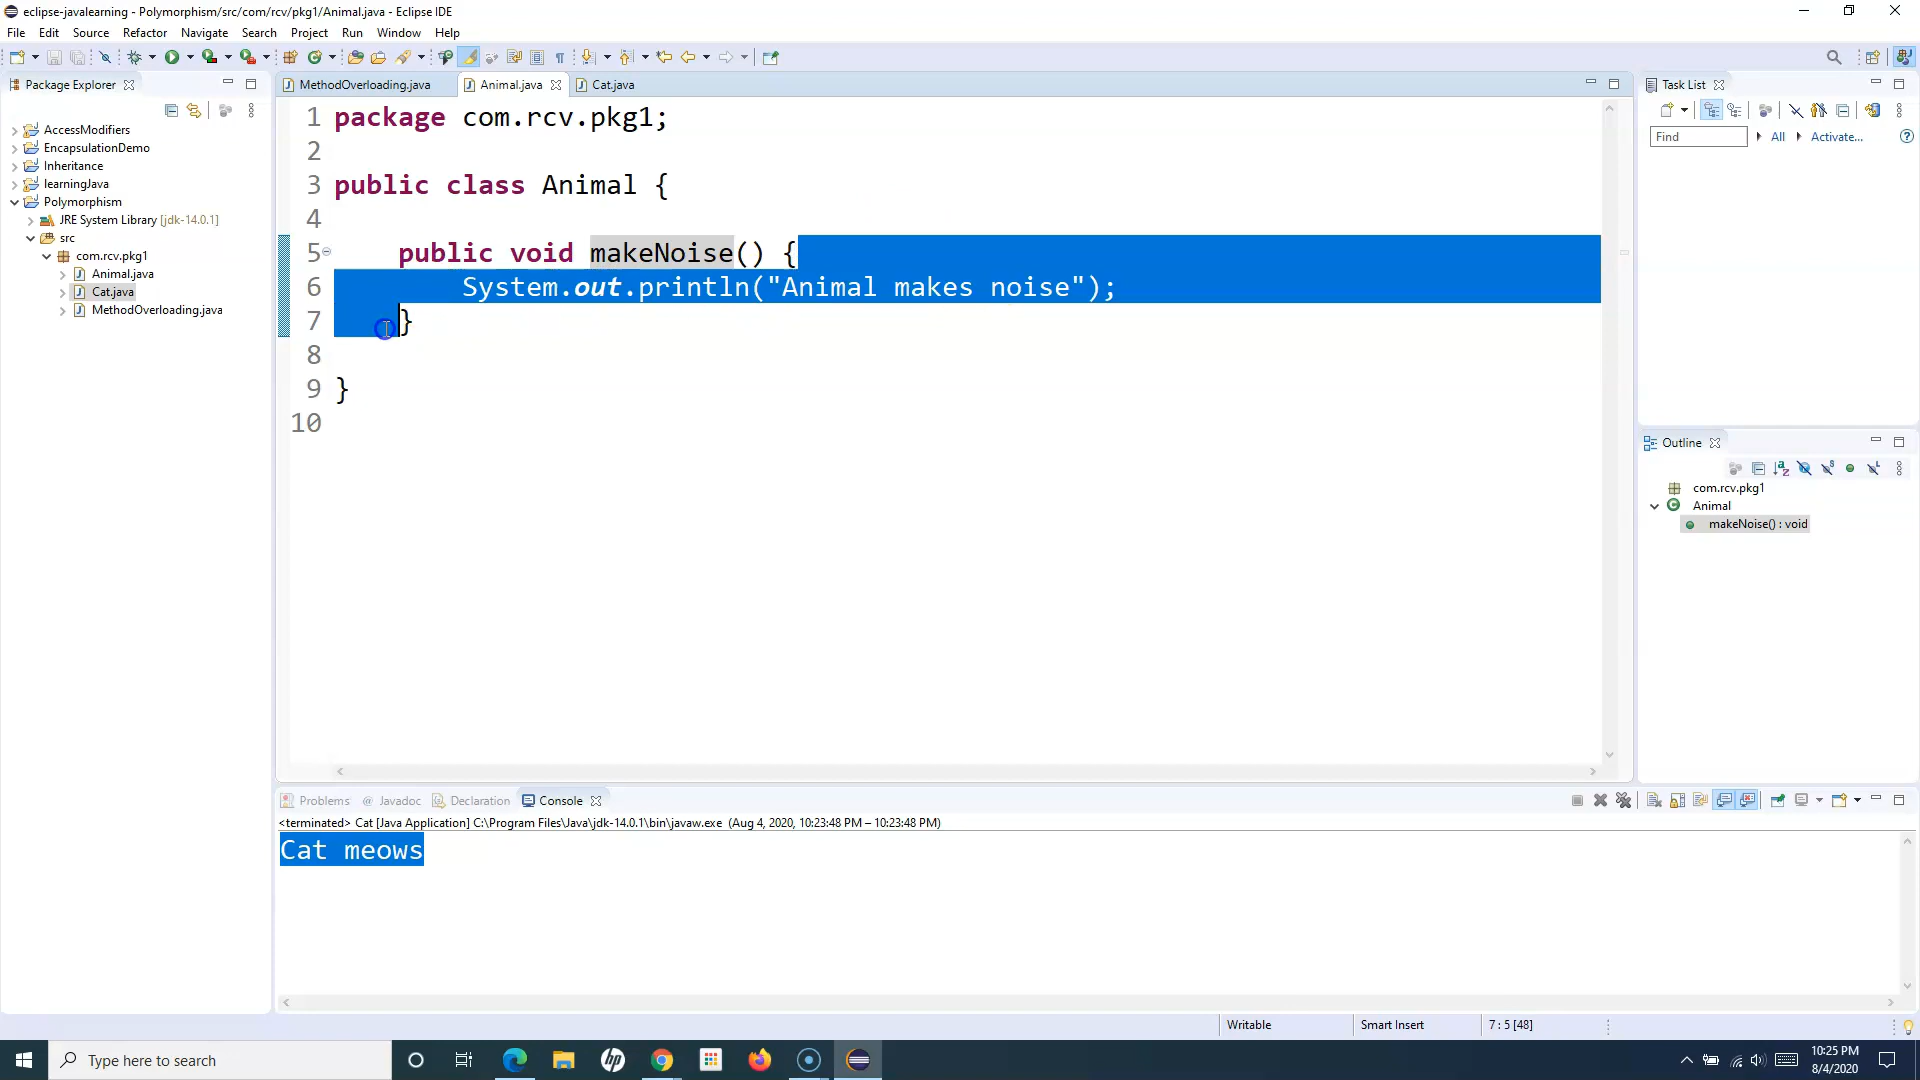 eclipse-javalearning - Polymorphism/src/com/rcv/pkg1/Animal.java - Eclipse IDE
File Edit Source Refactor Navigate Search Project Run Window Help
Package Explorer
AccessModifiers
EncapsulationDemo
Inheritance
learningJava
Polymorphism
JRE System Library [jdk-14.0.1]
src
com.rcv.pkg1
Animal.java
Cat.java
MethodOverloading.java
MethodOverloading.java Animal.java Cat.java
1 package com.rcv.pkg1;
2
3 public class Animal {
4
5 public void makeNoise() {
6 System.out.println("Animal makes noise");
7 }
8
9 }
10
Task List
Find All Activate...
Outline
com.rcv.pkg1
Animal
makeNoise() : void
Problems @ Javadoc Declaration Console
<terminated> Cat [Java Application] C:\Program Files\Java\jdk-14.0.1\bin\javaw.exe (Aug 4, 2020, 10:23:48 PM – 10:23:48 PM)
Cat meows
Writable Smart Insert 7 : 5 [48]
Type here to search
hp
10:25 PM
8/4/2020